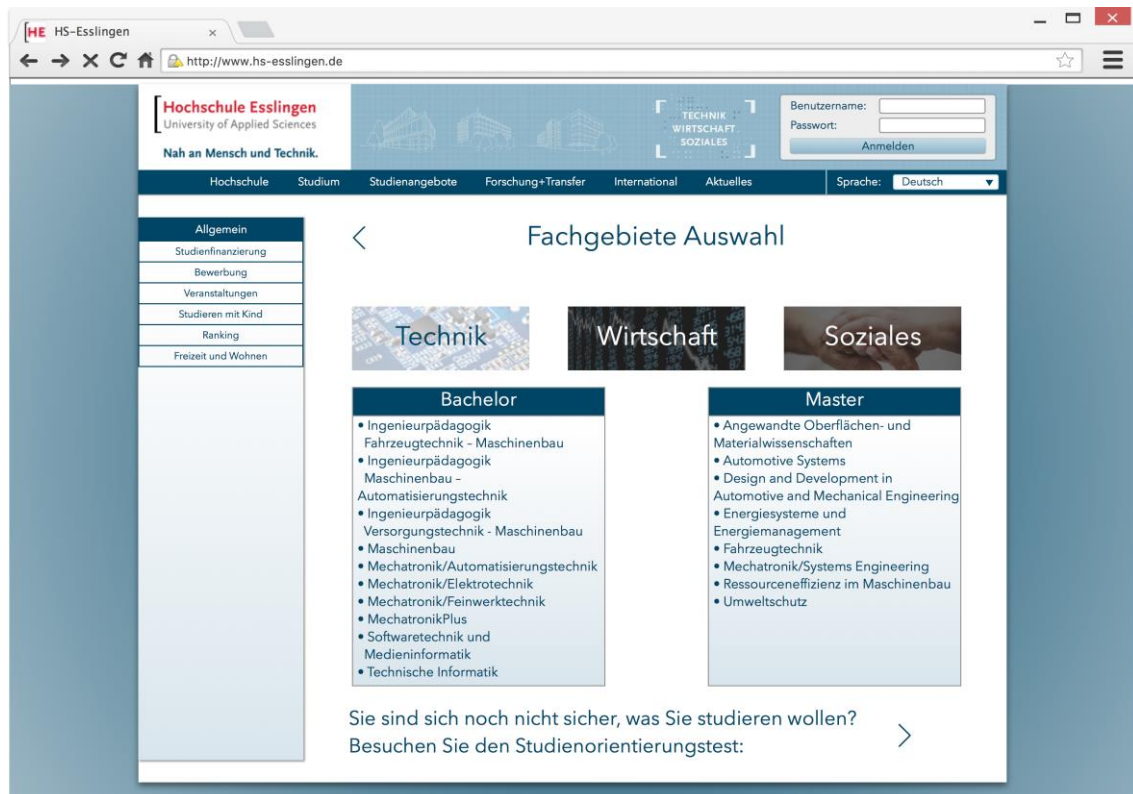 HE HS-Esslingen
http://www.hs-esslingen.de
Hochschule Esslingen
University of Applied Sciences
Nah an Mensch und Technik.
TECHNIK
WIRTSCHAFT
SOZIALES
Benutzername:
Passwort:
Anmelden
Hochschule Studium Studienangebote Forschung+Transfer International Aktuelles Sprache: Deutsch
Allgemein
Studienfinanzierung
Bewerbung
Veranstaltungen
Studieren mit Kind
Ranking
Freizeit und Wohnen
Fachgebiete Auswahl
Technik Wirtschaft Soziales
Bachelor
• Ingenieurpädagogik
Fahrzeugtechnik – Maschinenbau
• Ingenieurpädagogik
Maschinenbau –
Automatisierungstechnik
• Ingenieurpädagogik
Versorgungstechnik - Maschinenbau
• Maschinenbau
• Mechatronik/Automatisierungstechnik
• Mechatronik/Elektrotechnik
• Mechatronik/Feinwerktechnik
• MechatronikPlus
• Softwaretechnik und
Medieninformatik
• Technische Informatik
Master
• Angewandte Oberflächen- und
Materialwissenschaften
• Automotive Systems
• Design and Development in
Automotive and Mechanical Engineering
• Energiesysteme und
Energiemanagement
• Fahrzeugtechnik
• Mechatronik/Systems Engineering
• Ressourceneffizienz im Maschinenbau
• Umweltschutz
Sie sind sich noch nicht sicher, was Sie studieren wollen?
Besuchen Sie den Studienorientierungstest: